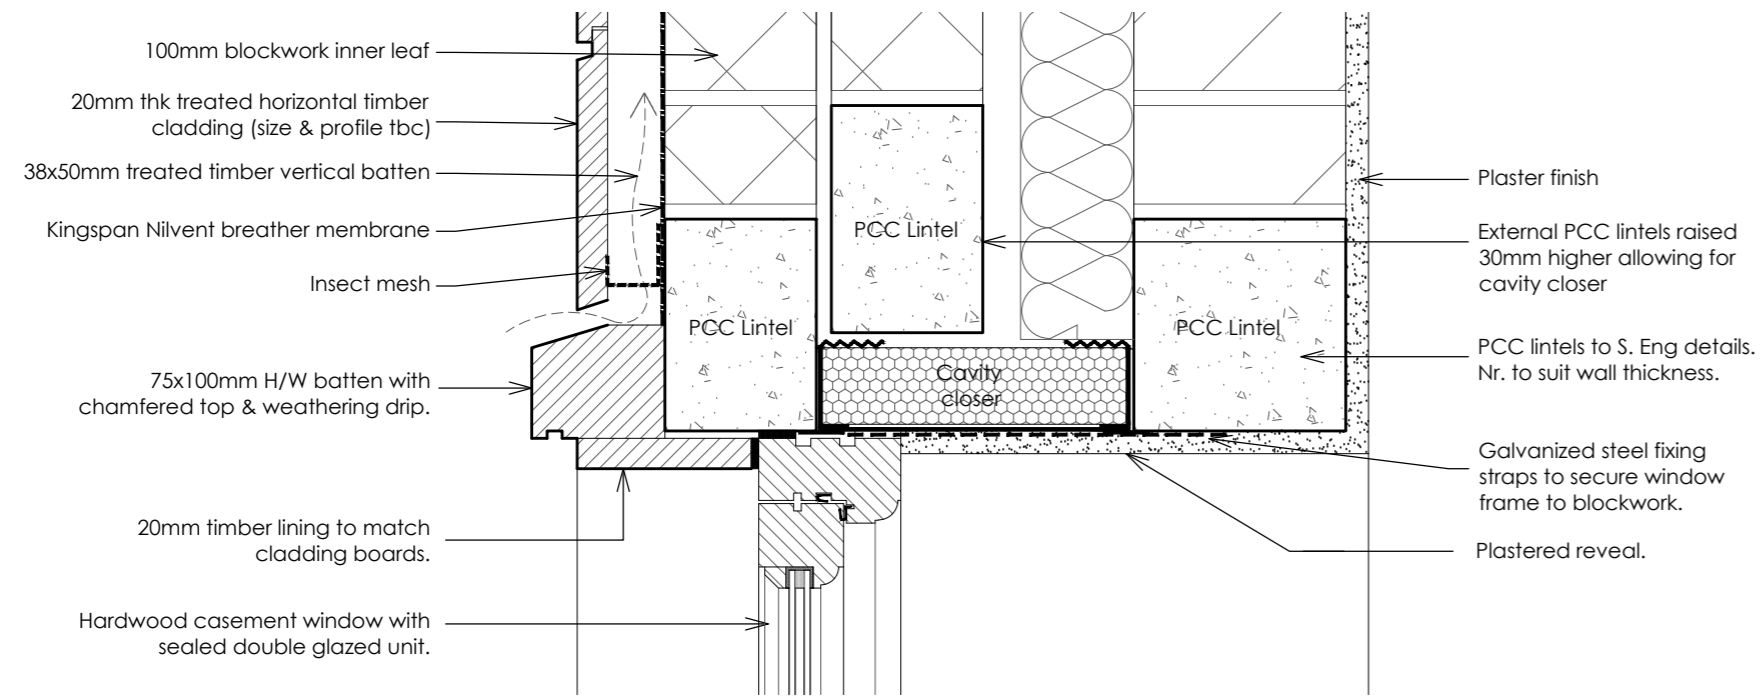 100mm blockwork inner leaf
20mm thk treated horizontal timber
cladding (size & profile tbc)
38x50mm treated timber vertical batten
Kingspan Nilvent breather membrane
Insect mesh
75x100mm H/W batten with
chamfered top & weathering drip.
20mm timber lining to match
cladding boards.
Hardwood casement window with
sealed double glazed unit.
PCC Lintel
PCC Lintel
PCC Lintel
Cavity
closer
Plaster finish
External PCC lintels raised
30mm higher allowing for
cavity closer
PCC lintels to S. Eng details.
Nr. to suit wall thickness.
Galvanized steel fixing
straps to secure window
frame to blockwork.
Plastered reveal.